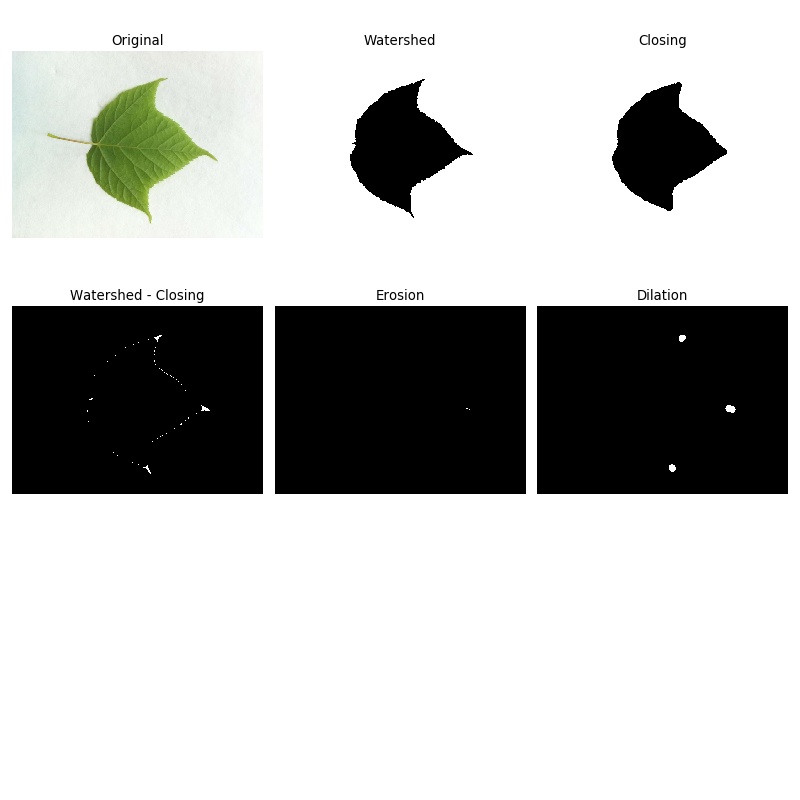 Original
Watershed
Closing
Watershed - Closing
Erosion
Dilation